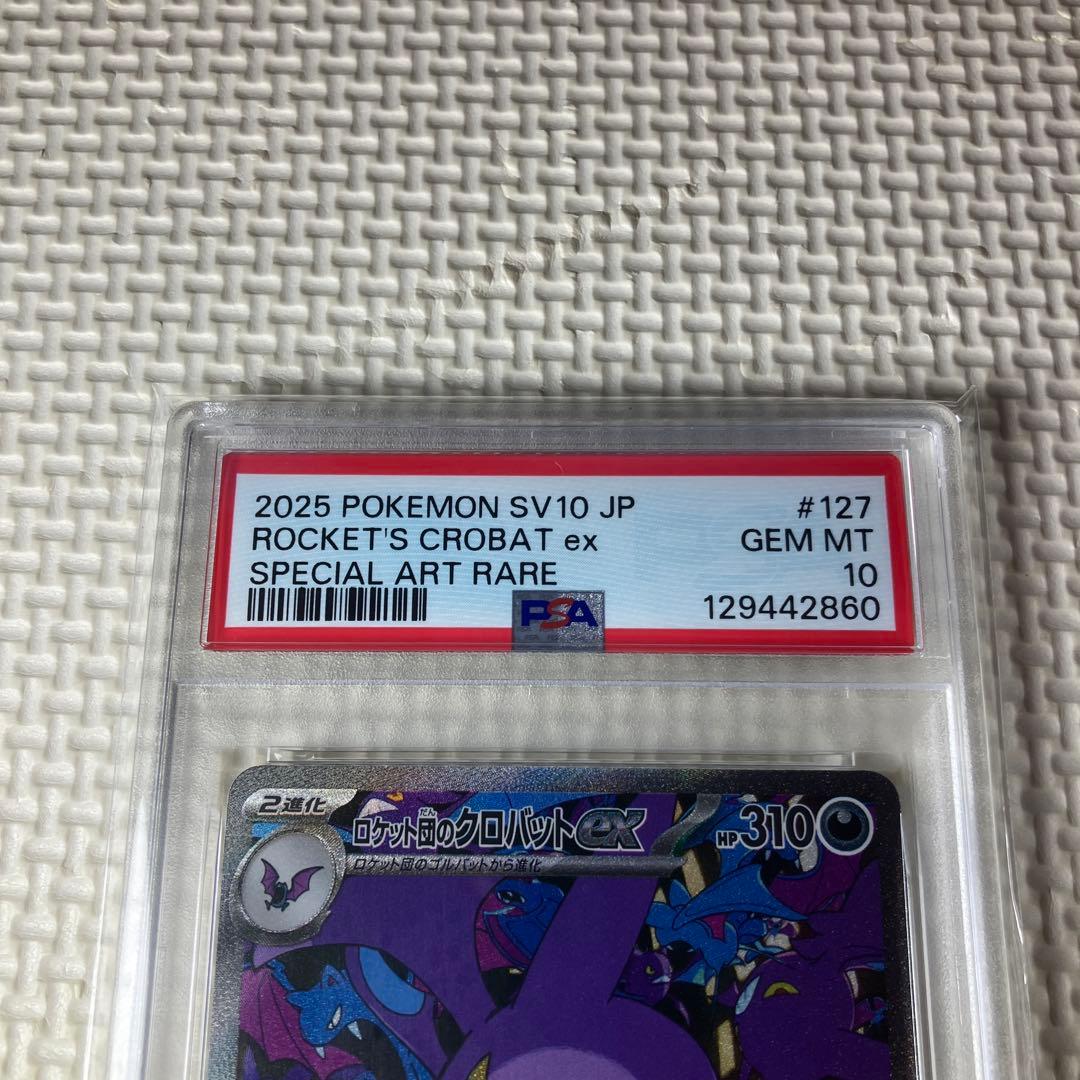 2025 POKEMON SV10 JP #127
ROCKET'S CROBAT ex GEM MT
SPECIAL ART RARE 10
PSA 129442860
2進化 ロケット団のクロバットex HP310
だん
ロケット団のゴルバットから進化